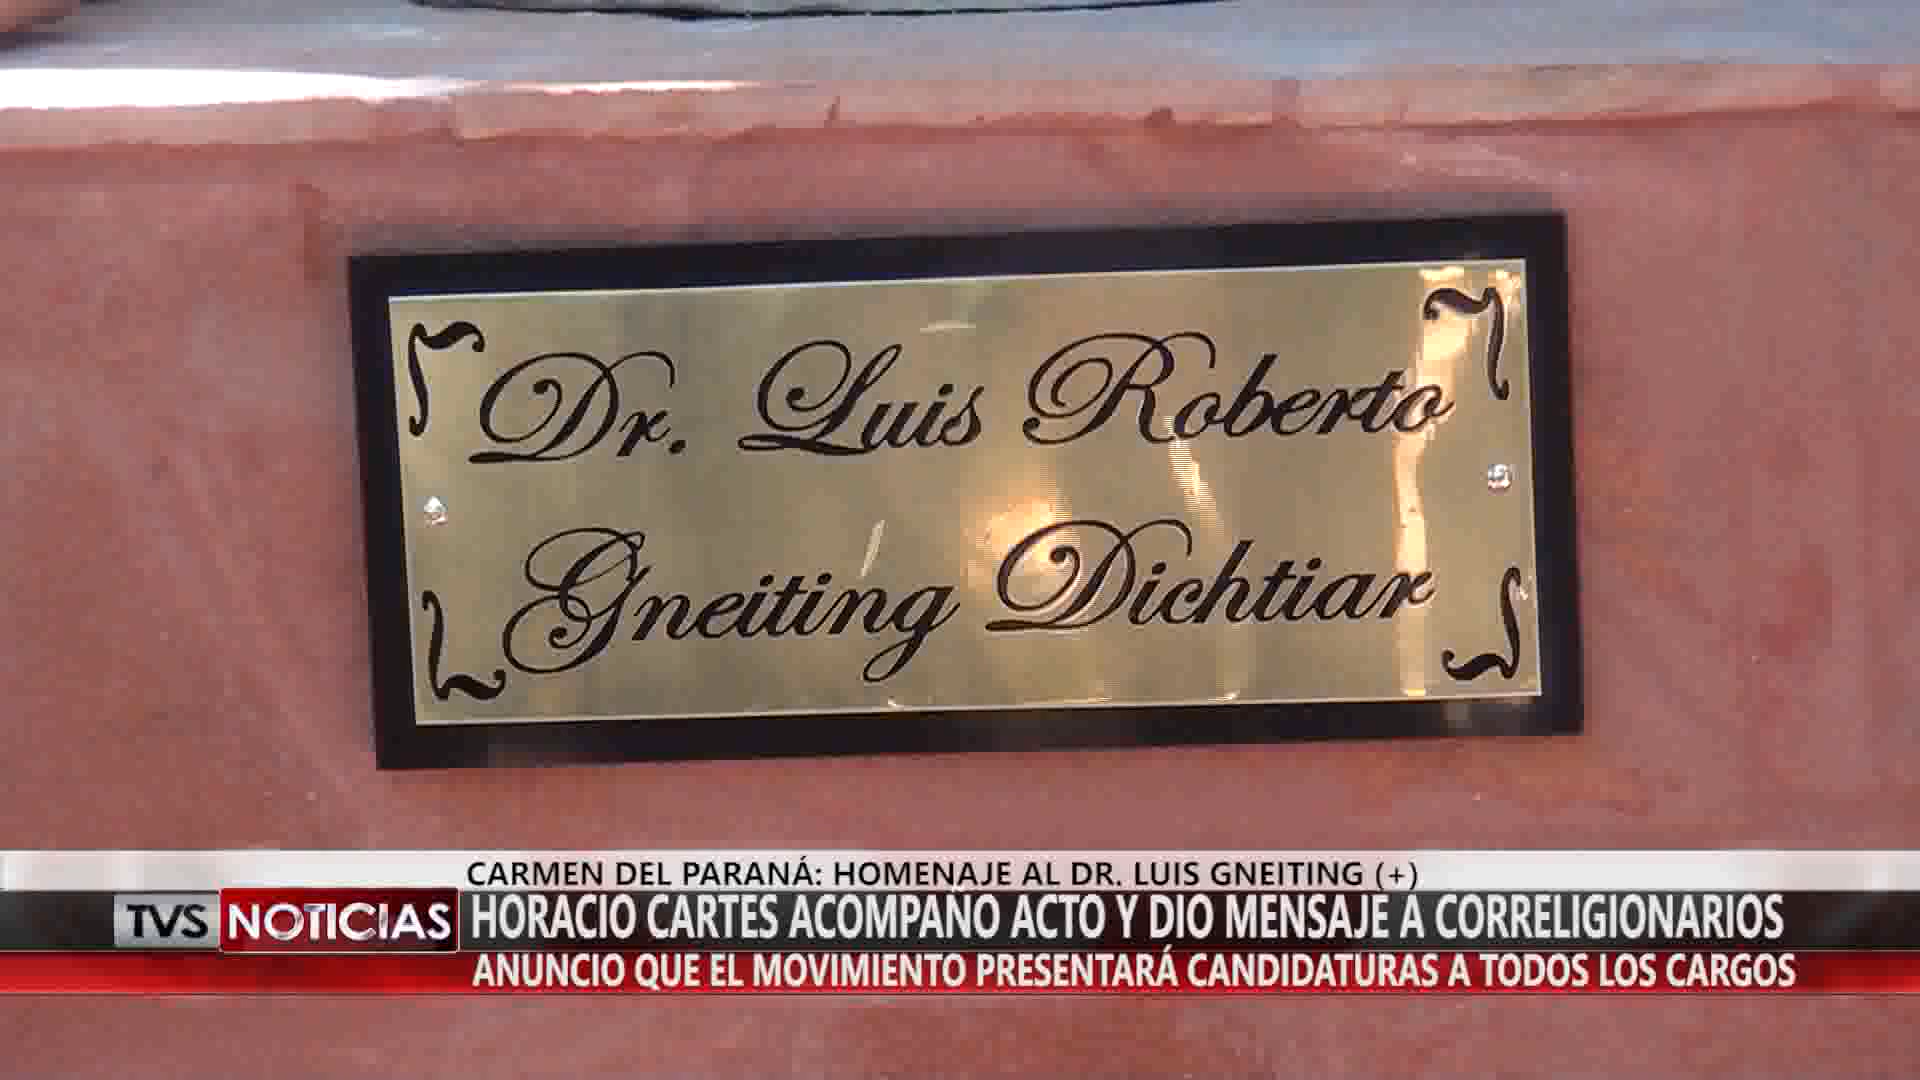 Dr. Luis Roberto
Gneiting Dichtiar
CARMEN DEL PARANÁ: HOMENAJE AL DR. LUIS GNEITING (+)
TVS NOTICIAS
HORACIO CARTES ACOMPAÑO ACTO Y DIO MENSAJE A CORRELIGIONARIOS
ANUNCIO QUE EL MOVIMIENTO PRESENTARÁ CANDIDATURAS A TODOS LOS CARGOS